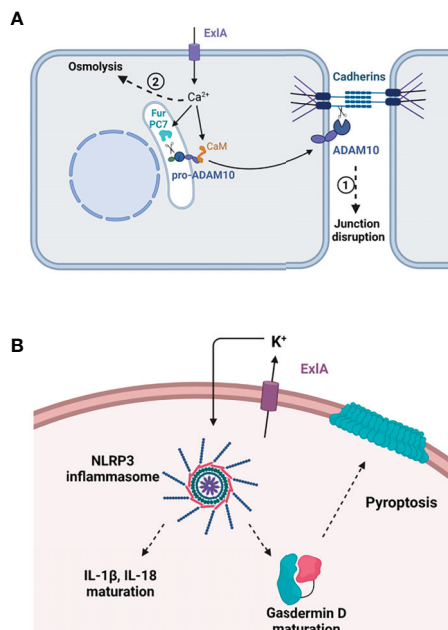 A
ExlA
Osmolysis
2
Ca2+
Fur
PC7
CaM
pro-ADAM10
Cadherins
ADAM10
1
Junction
disruption
B
K+
ExlA
NLRP3
inflammasome
Pyroptosis
IL-1β, IL-18
maturation
Gasdermin D
maturation